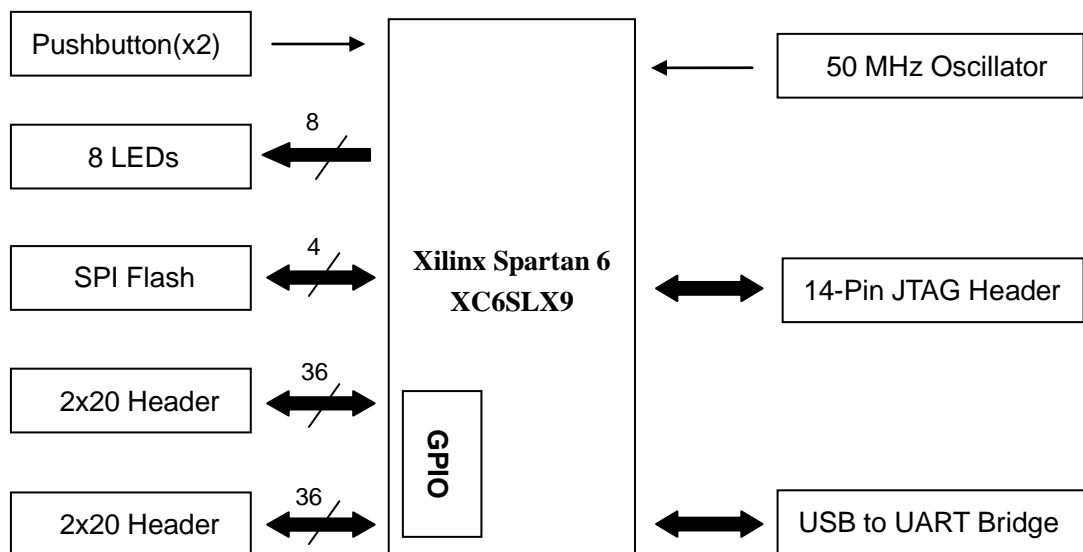 Pushbutton(x2)
50 MHz Oscillator
8
8 LEDs
4
SPI Flash
Xilinx Spartan 6
XC6SLX9
14-Pin JTAG Header
36
2x20 Header
GPIO
36
2x20 Header
USB to UART Bridge